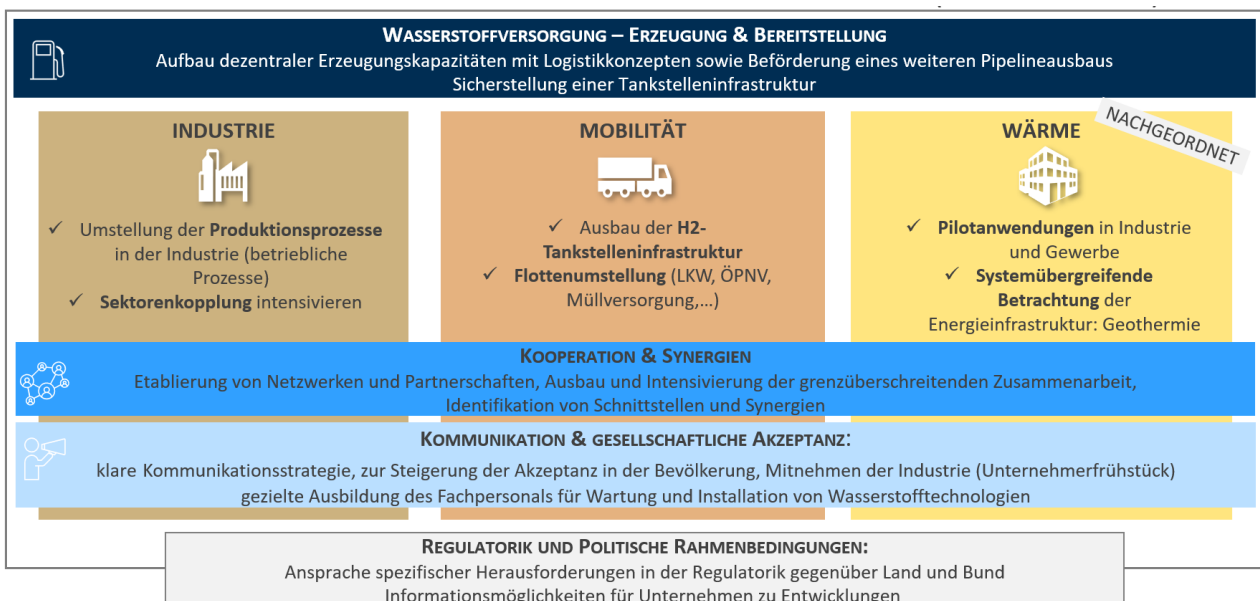 WASSERSTOFFVERSORGUNG – ERZEUGUNG & BEREITSTELLUNG
Aufbau dezentraler Erzeugungskapazitäten mit Logistikkonzepten sowie Beförderung eines weiteren Pipelineausbaus
Sicherstellung einer Tankstelleninfrastruktur
INDUSTRIE
✓ Umstellung der Produktionsprozesse
in der Industrie (betriebliche
Prozesse)
✓ Sektorenkopplung intensivieren
MOBILITÄT
✓ Ausbau der H2-
Tankstelleninfrastruktur
✓ Flottenumstellung (LKW, ÖPNV,
Müllversorgung,...)
WÄRME
NACHGEORDNET
✓ Pilotanwendungen in Industrie
und Gewerbe
✓ Systemübergreifende
Betrachtung der
Energieinfrastruktur: Geothermie
KOOPERATION & SYNERGIEN
Etablierung von Netzwerken und Partnerschaften, Ausbau und Intensivierung der grenzüberschreitenden Zusammenarbeit,
Identifikation von Schnittstellen und Synergien
KOMMUNIKATION & GESELLSCHAFTLICHE AKZEPTANZ:
klare Kommunikationsstrategie, zur Steigerung der Akzeptanz in der Bevölkerung, Mitnehmen der Industrie (Unternehmerfrühstück)
gezielte Ausbildung des Fachpersonals für Wartung und Installation von Wasserstofftechnologien
REGULATORIK UND POLITISCHE RAHMENBEDINGUNGEN:
Ansprache spezifischer Herausforderungen in der Regulatorik gegenüber Land und Bund
Informationsmöglichkeiten für Unternehmen zu Entwicklungen